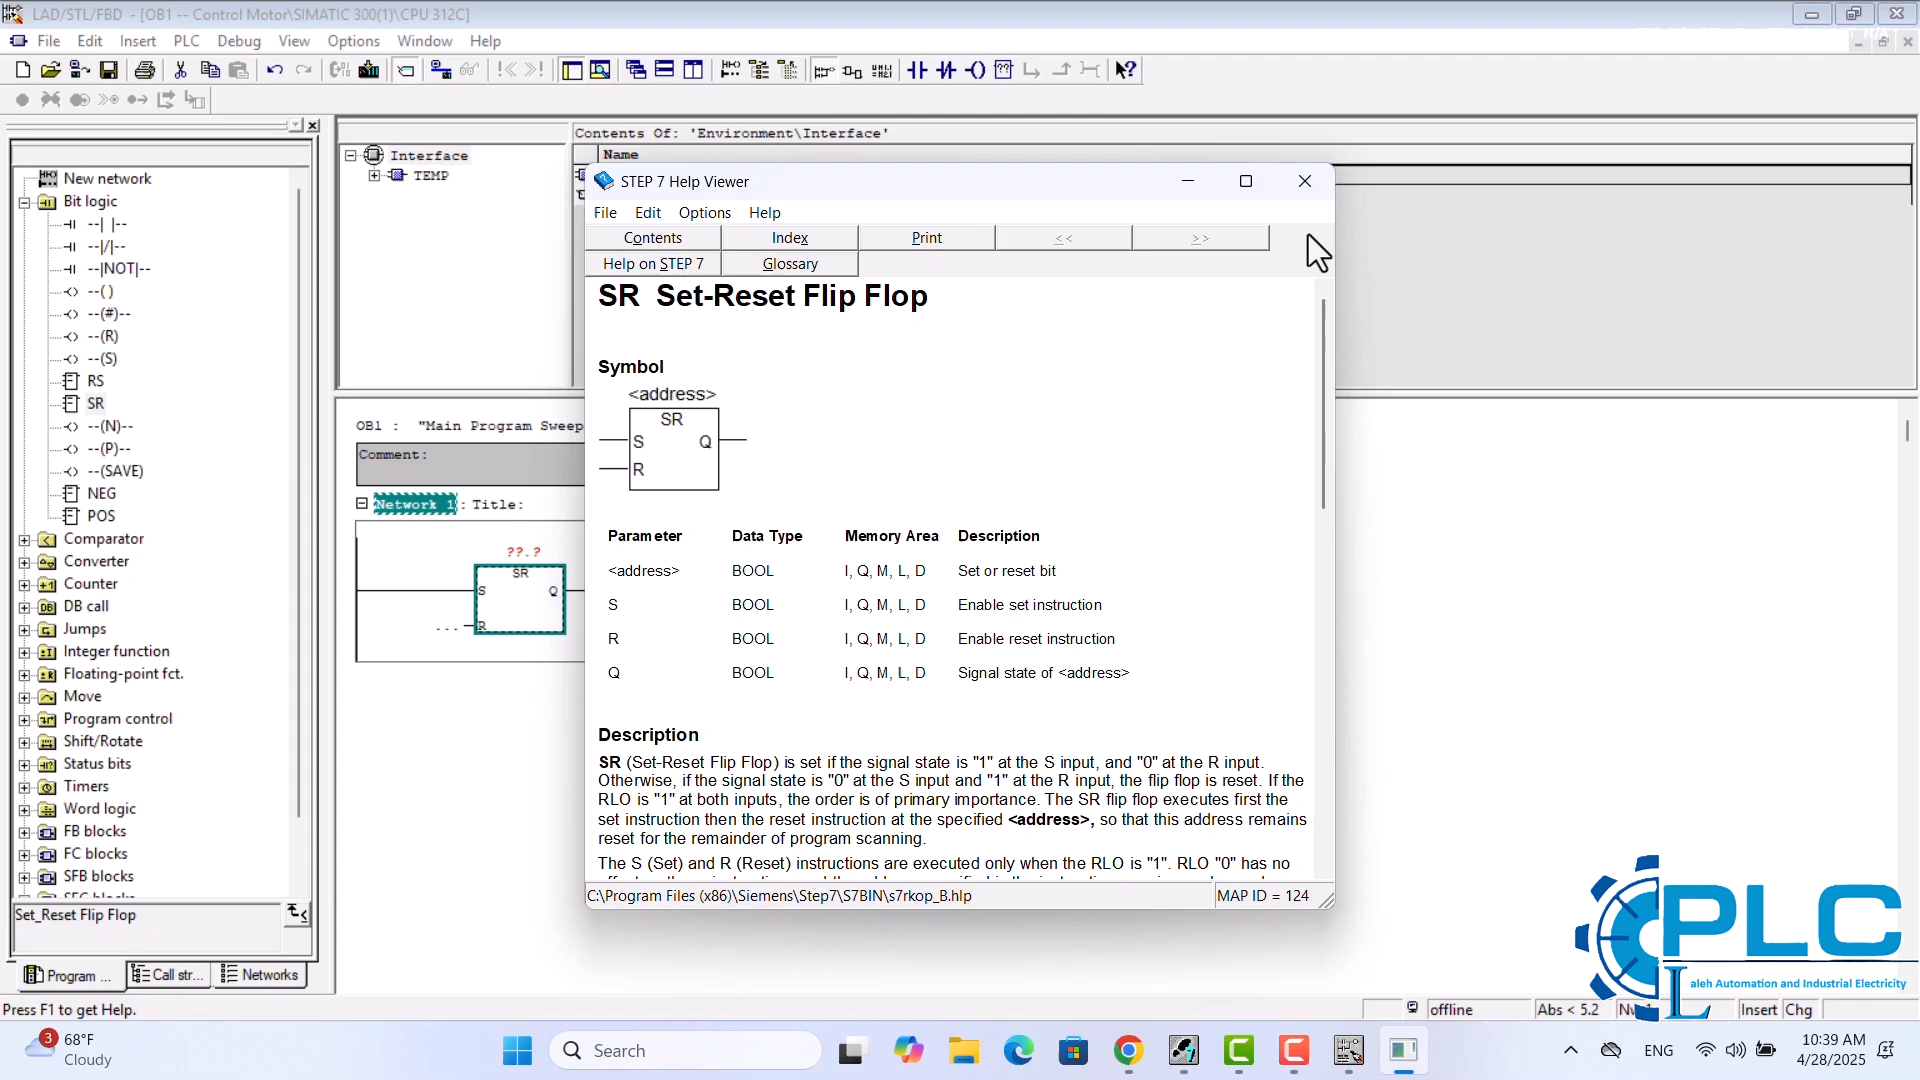 LAD/STL/FBD - [OB1 -- Control Motor\SIMATIC 300(1)\CPU 312C]
File Edit Insert PLC Debug View Options Window Help
Contents Of: 'Environment\Interface'
Interface
TEMP
Name
New network
Bit logic
--| |--
--|/|--
--|NOT|--
--( )
--(#)--
--(R)
--(S)
RS
SR
--(N)--
--(P)--
--(SAVE)
NEG
POS
Comparator
Converter
Counter
DB call
Jumps
Integer function
Floating-point fct.
Move
Program control
Shift/Rotate
Status bits
Timers
Word logic
FB blocks
FC blocks
SFB blocks
Set_Reset Flip Flop
Program ...
Call str...
Networks
OB1 : "Main Program Sweep
Comment:
Network 1: Title:
??.?
SR
S Q
... R
STEP 7 Help Viewer
File Edit Options Help
Contents Index Print << >>
Help on STEP 7 Glossary
SR Set-Reset Flip Flop
Symbol
<address>
SR
S Q
R
Parameter Data Type Memory Area Description
<address> BOOL I, Q, M, L, D Set or reset bit
S BOOL I, Q, M, L, D Enable set instruction
R BOOL I, Q, M, L, D Enable reset instruction
Q BOOL I, Q, M, L, D Signal state of <address>
Description
SR (Set-Reset Flip Flop) is set if the signal state is "1" at the S input, and "0" at the R input.
Otherwise, if the signal state is "0" at the S input and "1" at the R input, the flip flop is reset. If the
RLO is "1" at both inputs, the order is of primary importance. The SR flip flop executes first the
set instruction then the reset instruction at the specified <address>, so that this address remains
reset for the remainder of program scanning.
The S (Set) and R (Reset) instructions are executed only when the RLO is "1". RLO "0" has no
C:\Program Files (x86)\Siemens\Step7\S7BIN\s7rkop_B.hlp
MAP ID = 124
PLC
Laleh Automation and Industrial Electricity
Press F1 to get Help.
offline
Abs < 5.2
Insert
Chg
3
68°F
Cloudy
Search
ENG
10:39 AM
4/28/2025